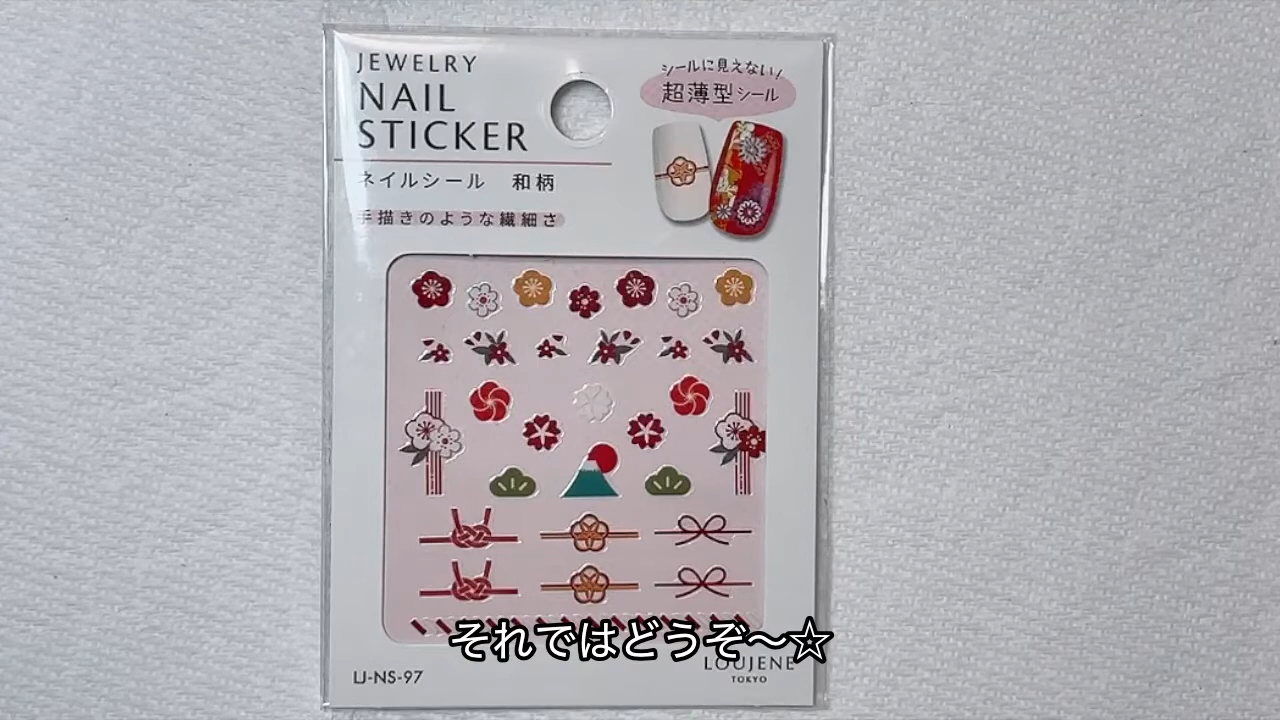 JEWELRY
NAIL
STICKER
ネイルシール 和柄
手描きのような繊細さ
シールに見えない!
超薄型シール
それではどうぞ〜☆
LJ-NS-97
LOUJENE
TOKYO